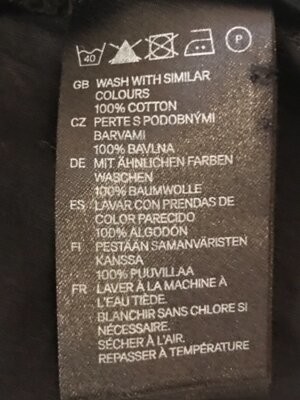 40 P
GB WASH WITH SIMILAR
COLOURS
100% COTTON
CZ PERTE S PODOBNÝMI
BARVAMI
100% BAVLNA
DE MIT ÄHNLICHEN FARBEN
WASCHEN
100% BAUMWOLLE
ES LAVAR CON PRENDAS DE
COLOR PARECIDO
100% ALGODÓN
FI PESTÄÄN SAMANVÄRISTEN
KANSSA
100% PUUVILLAA
FR LAVER À LA MACHINE À
L'EAU TIÈDE.
BLANCHIR SANS CHLORE SI
NÉCESSAIRE.
SÉCHER À L'AIR.
REPASSER À TEMPÉRATURE